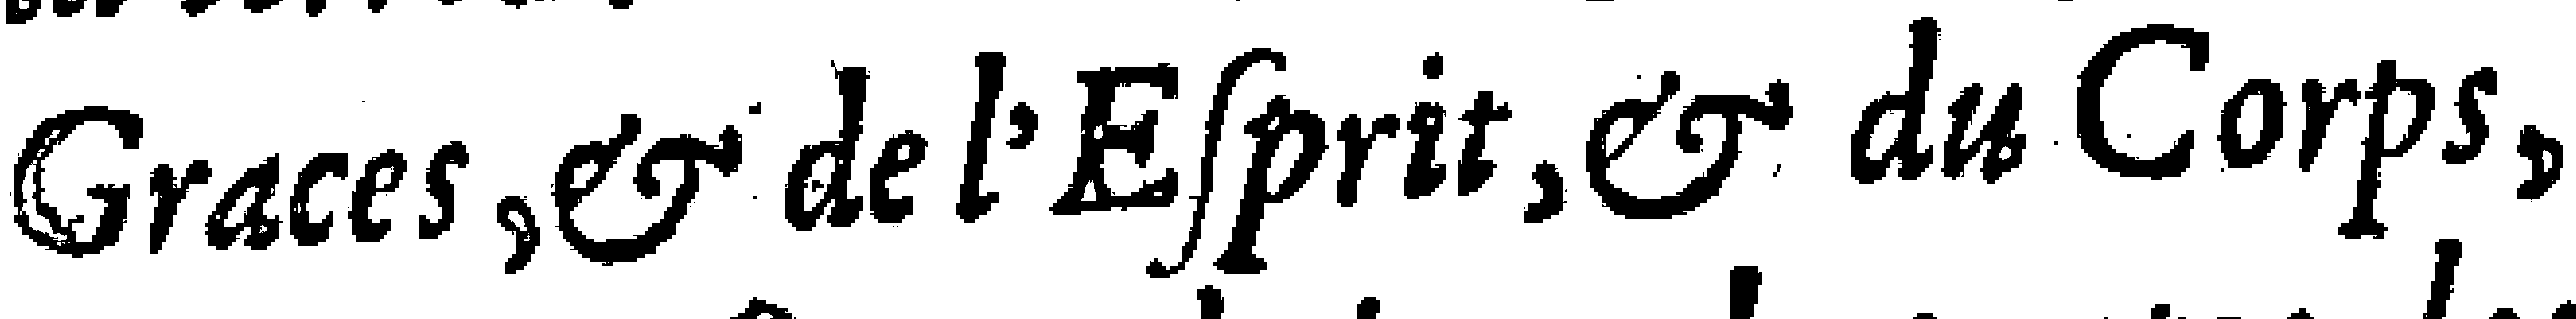 Graces, & de l'Eſprit, & du Corps,